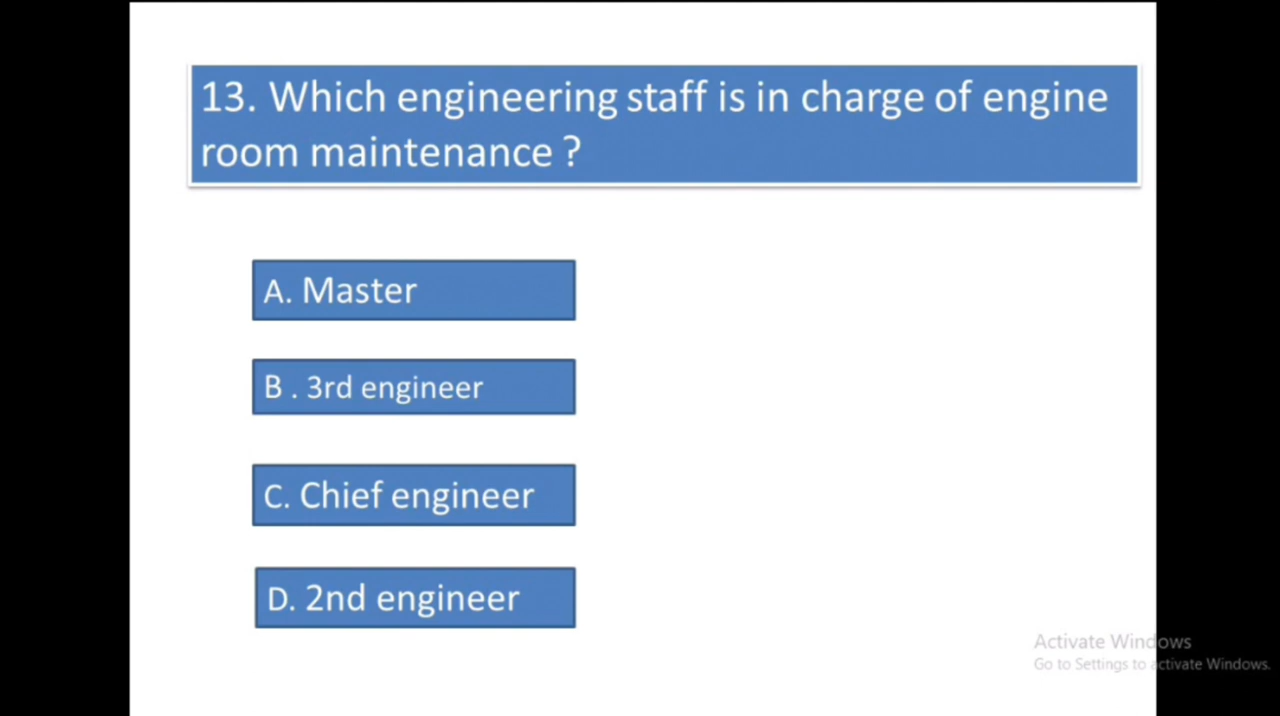 13. Which engineering staff is in charge of engine
room maintenance ?
A. Master
B . 3rd engineer
C. Chief engineer
D. 2nd engineer
Activate Windows
Go to Settings to activate Windows.